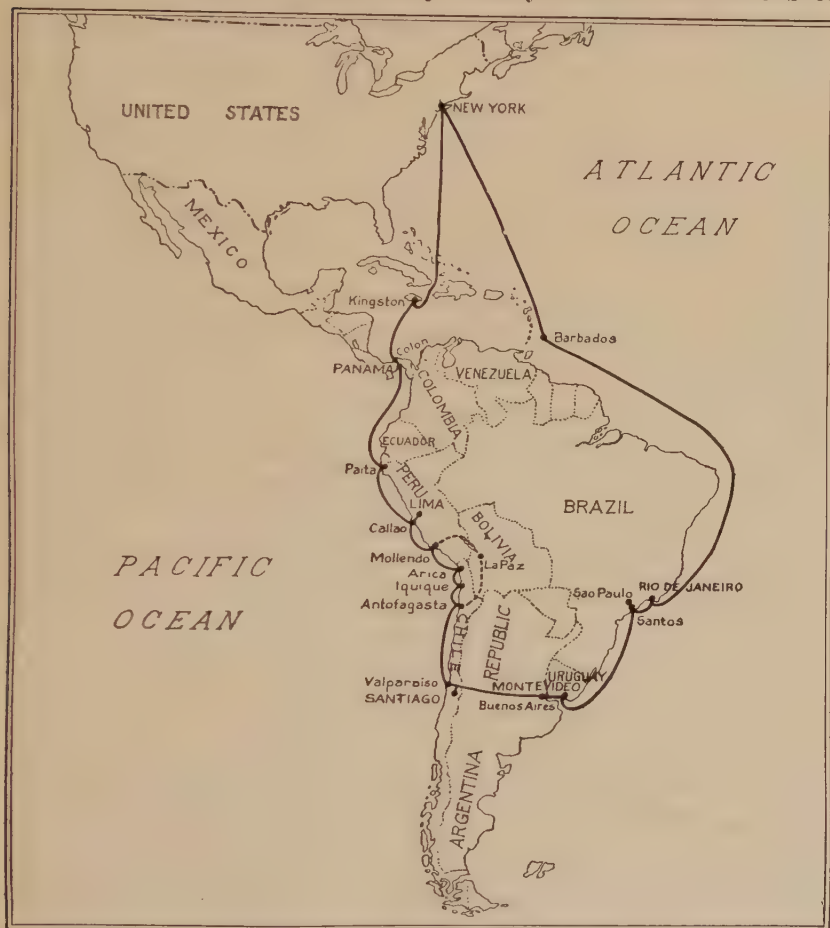 NEW YORK
UNITED STATES
ATLANTIC
OCEAN
MEXICO
Kingston
Barbados
Colon
PANAMA
VENEZUELA
COLOMBIA
ECUADOR
Paita
PERU
LIMA
BRAZIL
Callao
BOLIVIA
Mollendo
La Paz
PACIFIC
OCEAN
Arica
Iquique
Sao Paulo
RIO DE JANEIRO
Antofagasta
Santos
CHILE
REPUBLIC
URUGUAY
Valparaiso
MONTEVIDEO
SANTIAGO
Buenos Aires
ARGENTINA